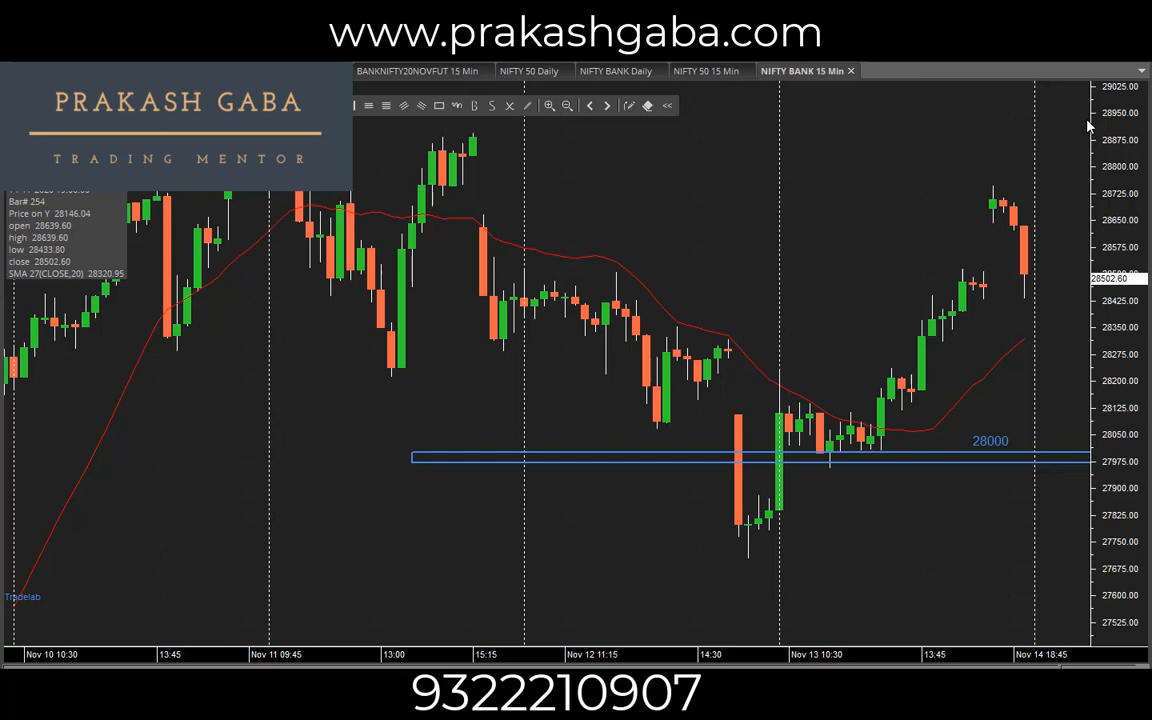 www.prakashgaba.com
BANKNIFTY20NOVFUT 15 Min
NIFTY 50 Daily
NIFTY BANK Daily
NIFTY 50 15 Min
NIFTY BANK 15 Min
PRAKASH GABA
TRADING MENTOR
Bar# 254
Price on Y 28146.04
open 28639.60
high 28639.60
low 28433.80
close 28502.60
SMA 27(CLOSE,20) 28320.95
29025.00
28950.00
28875.00
28800.00
28725.00
28650.00
28575.00
28502.60
28425.00
28350.00
28275.00
28200.00
28125.00
28050.00
27975.00
27900.00
27825.00
27750.00
27675.00
27600.00
27525.00
28000
Tradelab
Nov 10 10:30
13:45
Nov 11 09:45
13:00
15:15
Nov 12 11:15
14:30
Nov 13 10:30
13:45
Nov 14 18:45
9322210907